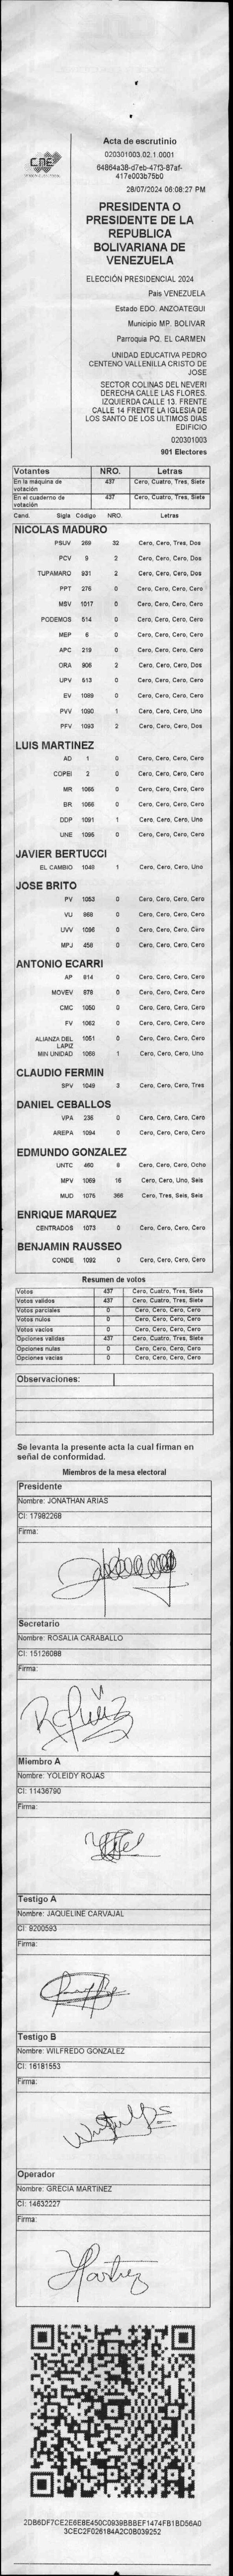 CNE
Acta de escrutinio
020301003.02.1.0001
64864a38-d7eb-47f3-87af-
417e003b75b0
28/07/2024 06:08:27 PM
PRESIDENTA O
PRESIDENTE DE LA
REPUBLICA
BOLIVARIANA DE
VENEZUELA
ELECCIÓN PRESIDENCIAL 2024
Pais VENEZUELA
Estado EDO. ANZOATEGUI
Municipio MP. BOLIVAR
Parroquia PQ. EL CARMEN
UNIDAD EDUCATIVA PEDRO
CENTENO VALLENILLA CRISTO DE
JOSE
SECTOR COLINAS DEL NEVERI
DERECHA CALLE LAS FLORES.
IZQUIERDA CALLE 13. FRENTE
CALLE 14 FRENTE LA IGLESIA DE
LOS SANTO DE LOS ULTIMOS DIAS
EDIFICIO
020301003
901 Electores
Votantes NRO. Letras
En la máquina de votación 437 Cero, Cuatro, Tres, Siete
En el cuaderno de votación 437 Cero, Cuatro, Tres, Siete
Cand. Sigla Código NRO. Letras
NICOLAS MADURO
PSUV 269 32 Cero, Cero, Tres, Dos
PCV 9 2 Cero, Cero, Cero, Dos
TUPAMARO 931 2 Cero, Cero, Cero, Dos
PPT 276 0 Cero, Cero, Cero, Cero
MSV 1017 0 Cero, Cero, Cero, Cero
PODEMOS 514 0 Cero, Cero, Cero, Cero
MEP 6 0 Cero, Cero, Cero, Cero
APC 219 0 Cero, Cero, Cero, Cero
ORA 906 2 Cero, Cero, Cero, Dos
UPV 513 0 Cero, Cero, Cero, Cero
EV 1089 0 Cero, Cero, Cero, Cero
PVV 1090 1 Cero, Cero, Cero, Uno
PFV 1093 2 Cero, Cero, Cero, Dos
LUIS MARTINEZ
AD 1 0 Cero, Cero, Cero, Cero
COPEI 2 0 Cero, Cero, Cero, Cero
MR 1065 0 Cero, Cero, Cero, Cero
BR 1066 0 Cero, Cero, Cero, Cero
DDP 1091 1 Cero, Cero, Cero, Uno
UNE 1095 0 Cero, Cero, Cero, Cero
JAVIER BERTUCCI
EL CAMBIO 1048 1 Cero, Cero, Cero, Uno
JOSE BRITO
PV 1053 0 Cero, Cero, Cero, Cero
VU 868 0 Cero, Cero, Cero, Cero
UVV 1096 0 Cero, Cero, Cero, Cero
MPJ 458 0 Cero, Cero, Cero, Cero
ANTONIO ECARRI
AP 814 0 Cero, Cero, Cero, Cero
MOVEV 878 0 Cero, Cero, Cero, Cero
CMC 1050 0 Cero, Cero, Cero, Cero
FV 1062 0 Cero, Cero, Cero, Cero
ALIANZA DEL LAPIZ 1051 0 Cero, Cero, Cero, Cero
MIN UNIDAD 1068 1 Cero, Cero, Cero, Uno
CLAUDIO FERMIN
SPV 1049 3 Cero, Cero, Cero, Tres
DANIEL CEBALLOS
VPA 236 0 Cero, Cero, Cero, Cero
AREPA 1094 0 Cero, Cero, Cero, Cero
EDMUNDO GONZALEZ
UNTC 460 8 Cero, Cero, Cero, Ocho
MPV 1069 16 Cero, Cero, Uno, Seis
MUD 1075 366 Cero, Tres, Seis, Seis
ENRIQUE MARQUEZ
CENTRADOS 1073 0 Cero, Cero, Cero, Cero
BENJAMIN RAUSSEO
CONDE 1092 0 Cero, Cero, Cero, Cero
Resumen de votos
Votos 437 Cero, Cuatro, Tres, Siete
Votos validos 437 Cero, Cuatro, Tres, Siete
Votos parciales 0 Cero, Cero, Cero, Cero
Votos nulos 0 Cero, Cero, Cero, Cero
Votos vacios 0 Cero, Cero, Cero, Cero
Opciones validas 437 Cero, Cuatro, Tres, Siete
Opciones nulas 0 Cero, Cero, Cero, Cero
Opciones vacias 0 Cero, Cero, Cero, Cero
Observaciones:
Se levanta la presente acta la cual firman en
señal de conformidad.
Miembros de la mesa electoral
Presidente
Nombre: JONATHAN ARIAS
CI: 17982268
Firma:
Secretario
Nombre: ROSALIA CARABALLO
CI: 15126088
Firma:
Miembro A
Nombre: YOLEIDY ROJAS
CI: 11436790
Firma:
Testigo A
Nombre: JAQUELINE CARVAJAL
CI: 9200593
Firma:
Testigo B
Nombre: WILFREDO GONZALEZ
CI: 16181553
Firma:
Operador
Nombre: GRECIA MARTINEZ
CI: 14632227
Firma:
2DB6DF7CE2E6E8E450C0939BBBEF1474FB1BD56A0
3CEC2F026184A2C0B039252